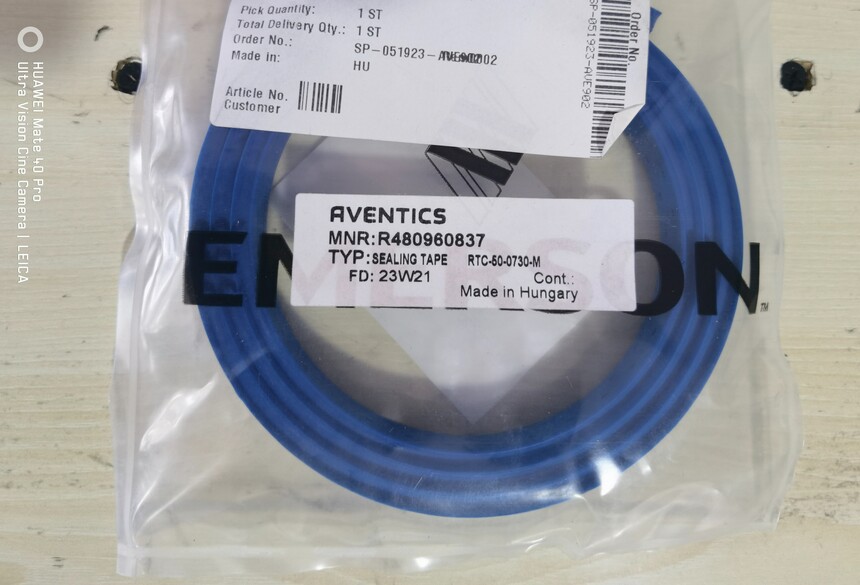 Pick Quantity: 1 ST
Total Delivery Qty.: 1 ST
Order No.: SP-051923-
Made in: HU
Article No.
Customer
Order No.
SP-051923-AVE902
AVENTICS
MNR:R480960837
TYP:SEALING TAPE RTC-50-0730-M
FD: 23W21 Cont.:
Made in Hungary
EMERSON TM
HUAWEI Mate 40 Pro
Ultra Vision Cine Camera | LEICA